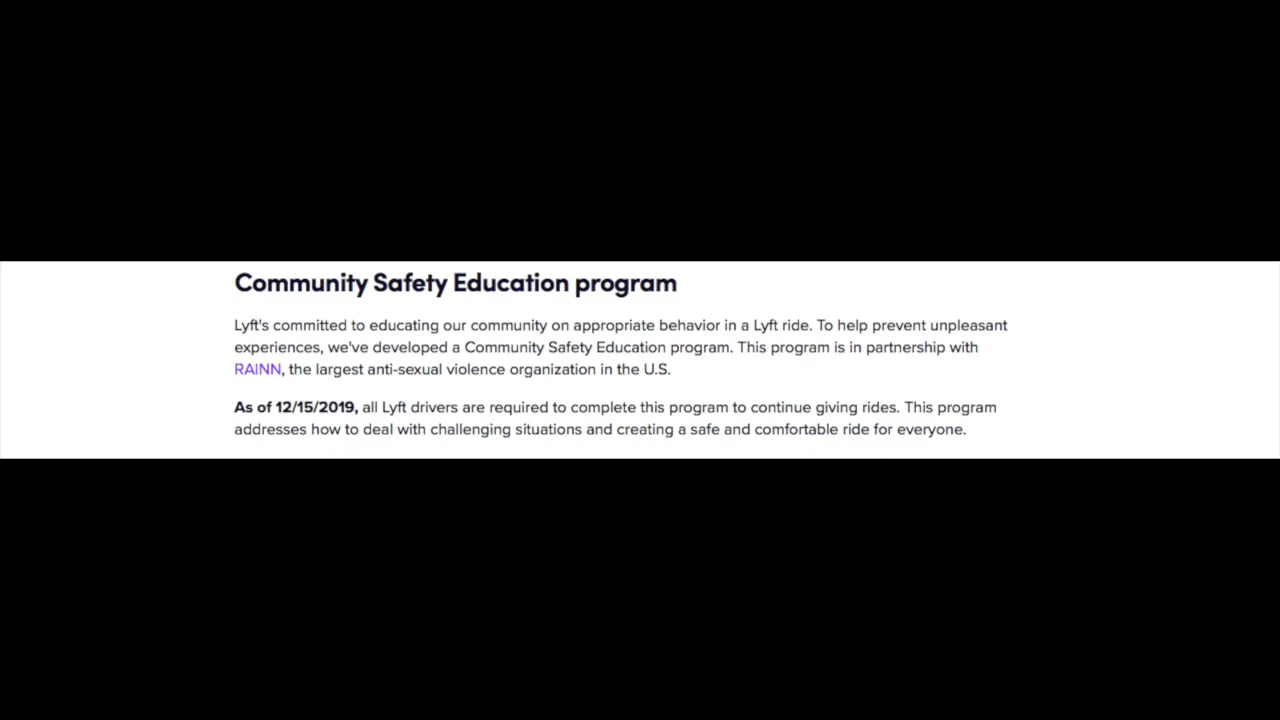 Community Safety Education program
Lyft's committed to educating our community on appropriate behavior in a Lyft ride. To help prevent unpleasant
experiences, we've developed a Community Safety Education program. This program is in partnership with
RAINN, the largest anti-sexual violence organization in the U.S.
As of 12/15/2019, all Lyft drivers are required to complete this program to continue giving rides. This program
addresses how to deal with challenging situations and creating a safe and comfortable ride for everyone.